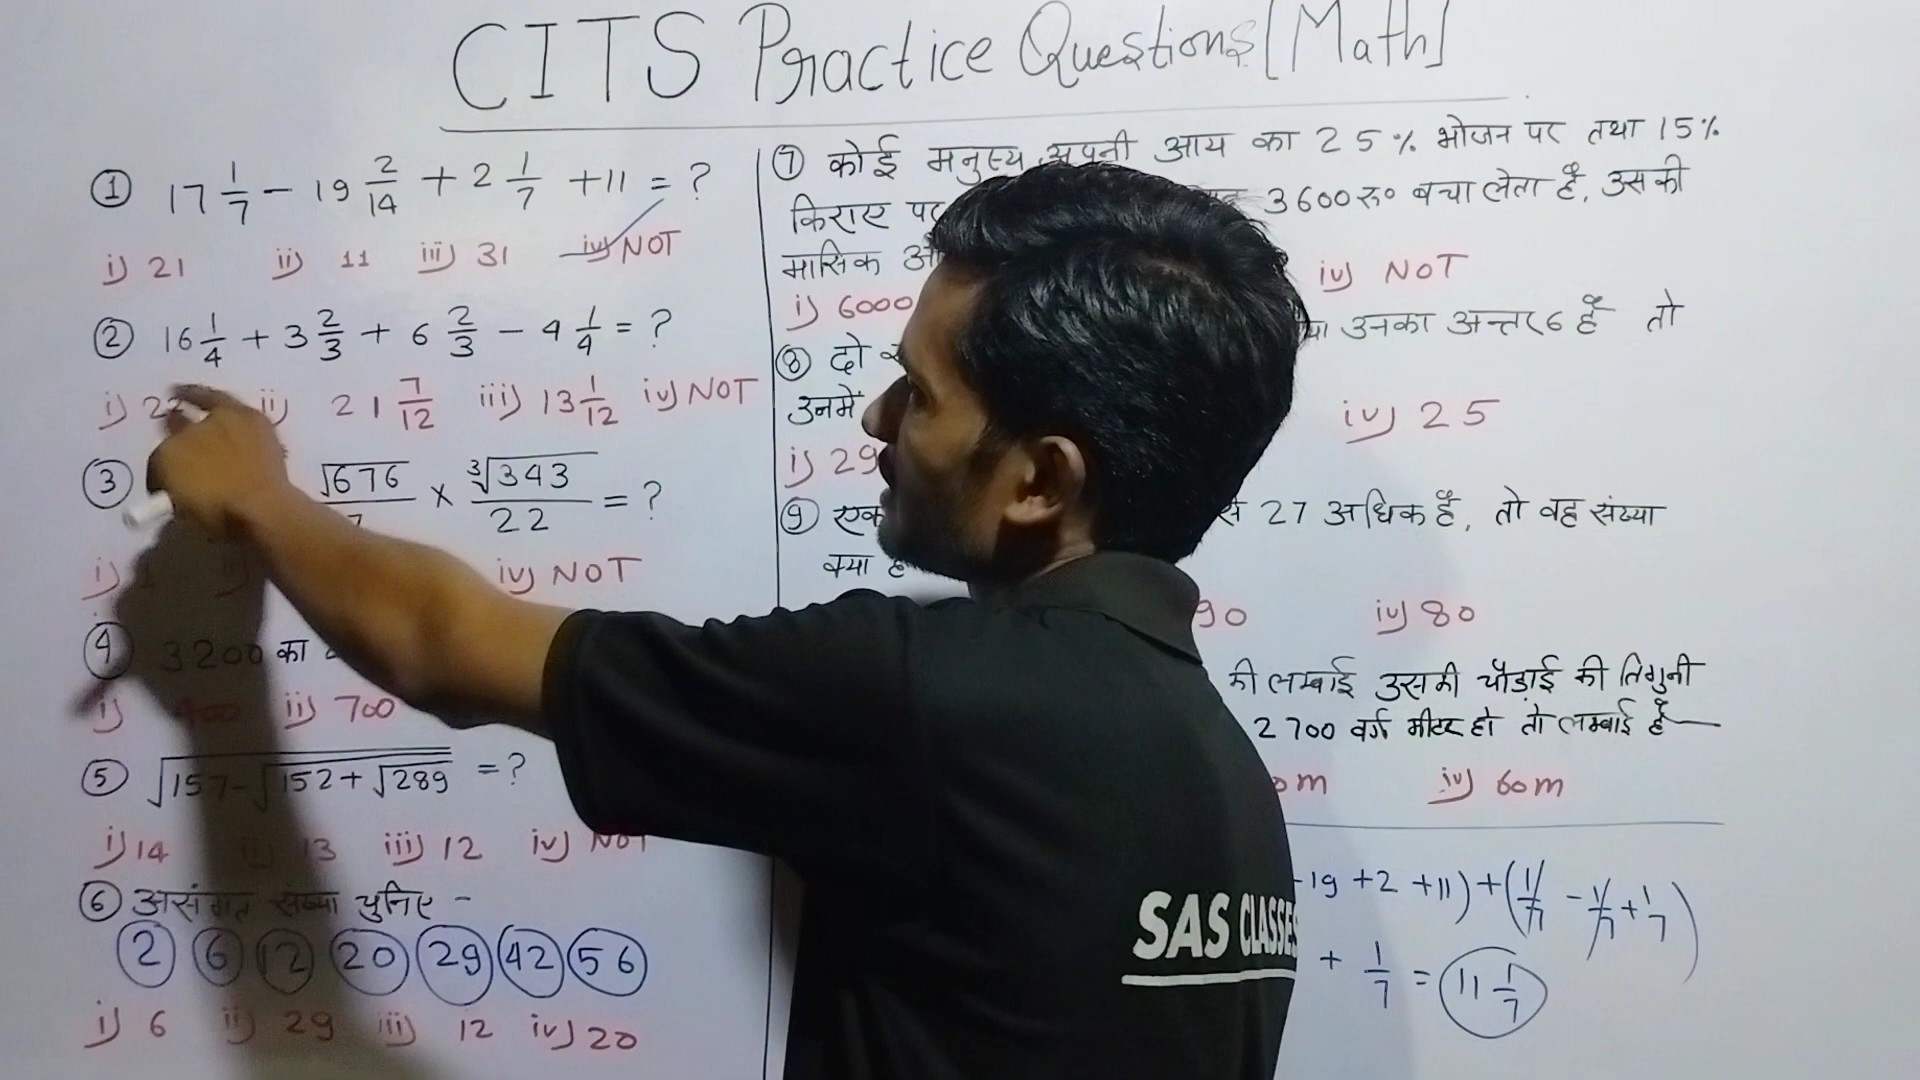 CITS Practice Questions [Math]
① 17 1/7 - 19 2/14 + 2 1/7 + 11 = ?
i) 21 ii) 11 iii) 31 iv) NOT
② 16 1/4 + 3 2/3 + 6 2/3 - 4 1/4 = ?
i) 22 ii) 21 7/12 iii) 13 1/12 iv) NOT
③ √676 × ∛343/22 = ?
iv) NOT
④ 3200 का
i) 400 ii) 700
⑤ √157-√152+√289 = ?
i) 14 ii) 13 iii) 12 iv) NOT
⑥ असंगत संख्या चुनिए -
2 6 12 20 29 42 56
i) 6 ii) 29 iii) 12 iv) 20
⑦ कोई मनुष्य अपनी आय का 25% भोजन पर तथा 15%
किराए पर 3600रु० बचा लेता है, उसकी
मासिक
i) 6000 iv) NOT
⑧ दो उनका अन्तर 6 है तो
उनमें
i) 29 iv) 25
⑨ एक से 27 अधिक है, तो वह संख्या
क्या है
90 iv) 80
की लम्बाई उसकी चौड़ाई की तिगुनी
2700 वर्ग मीटर हो तो लम्बाई है—
0m iv) 60m
-19 +2 +11) + (1/7 - 1/7 + 1/7)
+ 1/7 = 11 1/7
SAS CLASSES